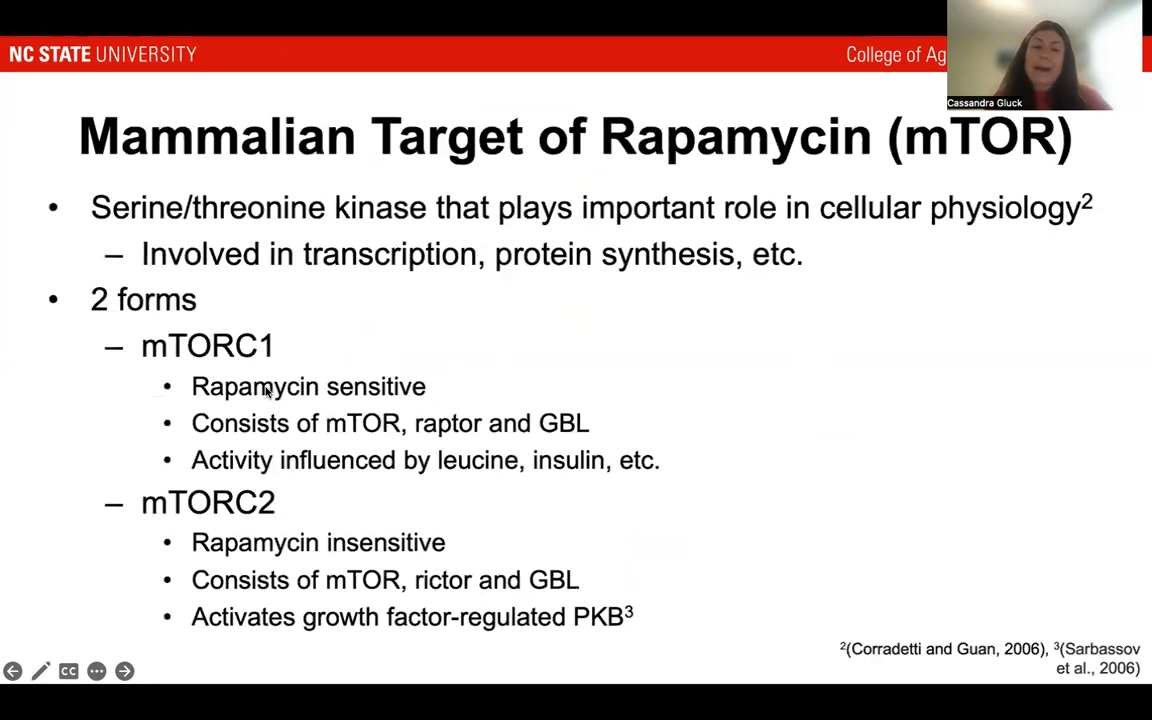 NC STATE UNIVERSITY
College of Ag
Cassandra Gluck
Mammalian Target of Rapamycin (mTOR)
• Serine/threonine kinase that plays important role in cellular physiology²
– Involved in transcription, protein synthesis, etc.
• 2 forms
– mTORC1
• Rapamycin sensitive
• Consists of mTOR, raptor and GBL
• Activity influenced by leucine, insulin, etc.
– mTORC2
• Rapamycin insensitive
• Consists of mTOR, rictor and GBL
• Activates growth factor-regulated PKB³
²(Corradetti and Guan, 2006), ³(Sarbassov
et al., 2006)
CC